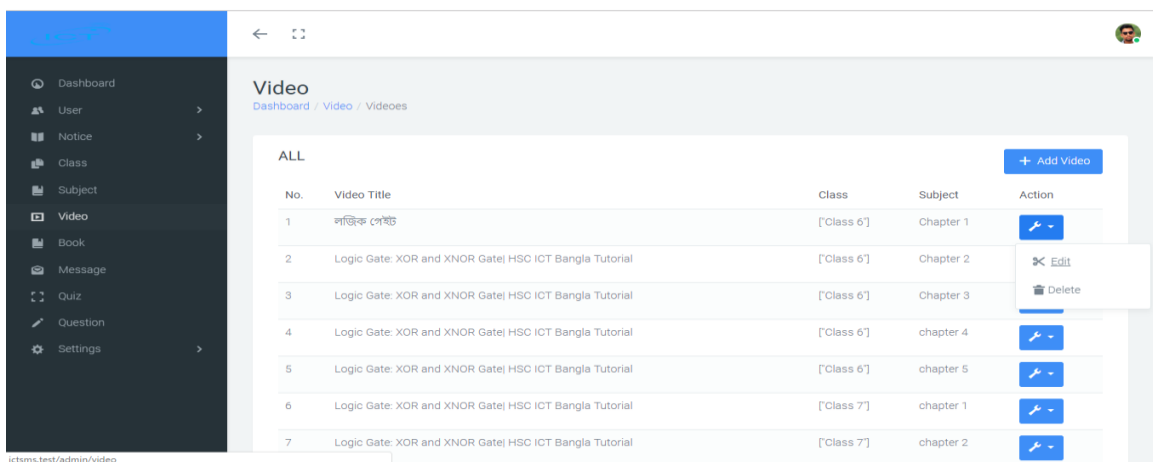 Dashboard
User
Notice
Class
Subject
Video
Book
Message
Quiz
Question
Settings
Video
Dashboard / Video / Videoes
ALL
+ Add Video
No. Video Title Class Subject Action
1 লজিক গেইট ["Class 6"] Chapter 1
2 Logic Gate: XOR and XNOR Gate| HSC ICT Bangla Tutorial ["Class 6"] Chapter 2
Edit
3 Logic Gate: XOR and XNOR Gate| HSC ICT Bangla Tutorial ["Class 6"] Chapter 3
Delete
4 Logic Gate: XOR and XNOR Gate| HSC ICT Bangla Tutorial ["Class 6"] chapter 4
5 Logic Gate: XOR and XNOR Gate| HSC ICT Bangla Tutorial ["Class 6"] chapter 5
6 Logic Gate: XOR and XNOR Gate| HSC ICT Bangla Tutorial ["Class 7"] chapter 1
7 Logic Gate: XOR and XNOR Gate| HSC ICT Bangla Tutorial ["Class 7"] chapter 2
ictsms.test/admin/video